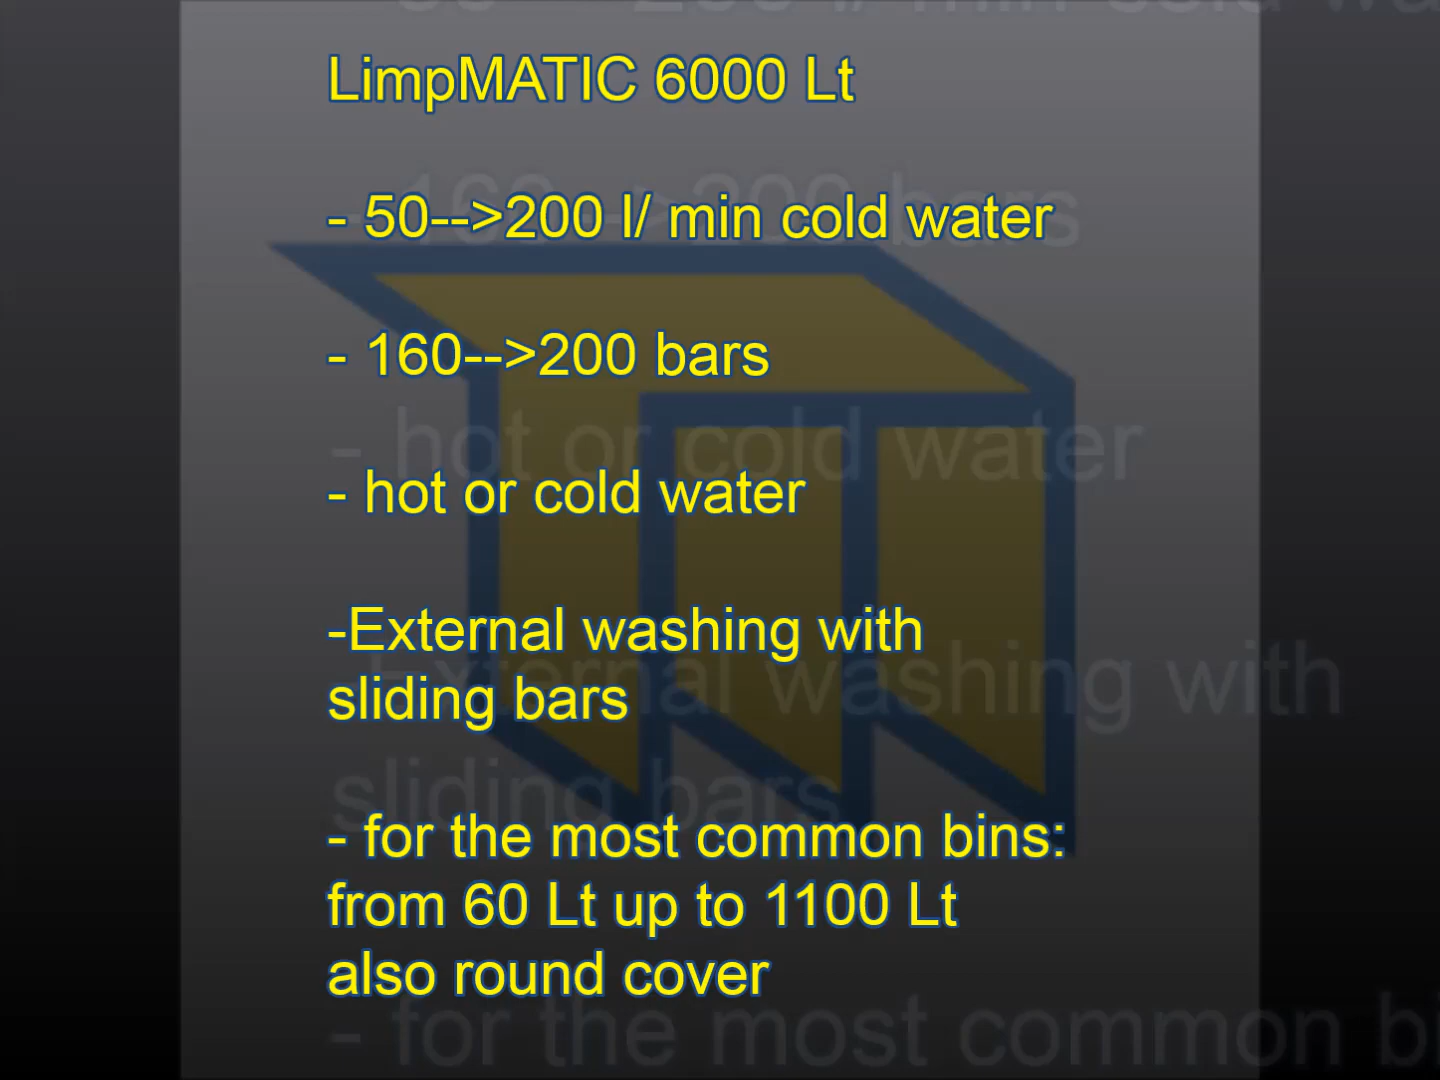 LimpMATIC 6000 Lt
- 50-->200 l/ min cold water
- 160-->200 bars
- hot or cold water
-External washing with
sliding bars
- for the most common bins:
from 60 Lt up to 1100 Lt
also round cover